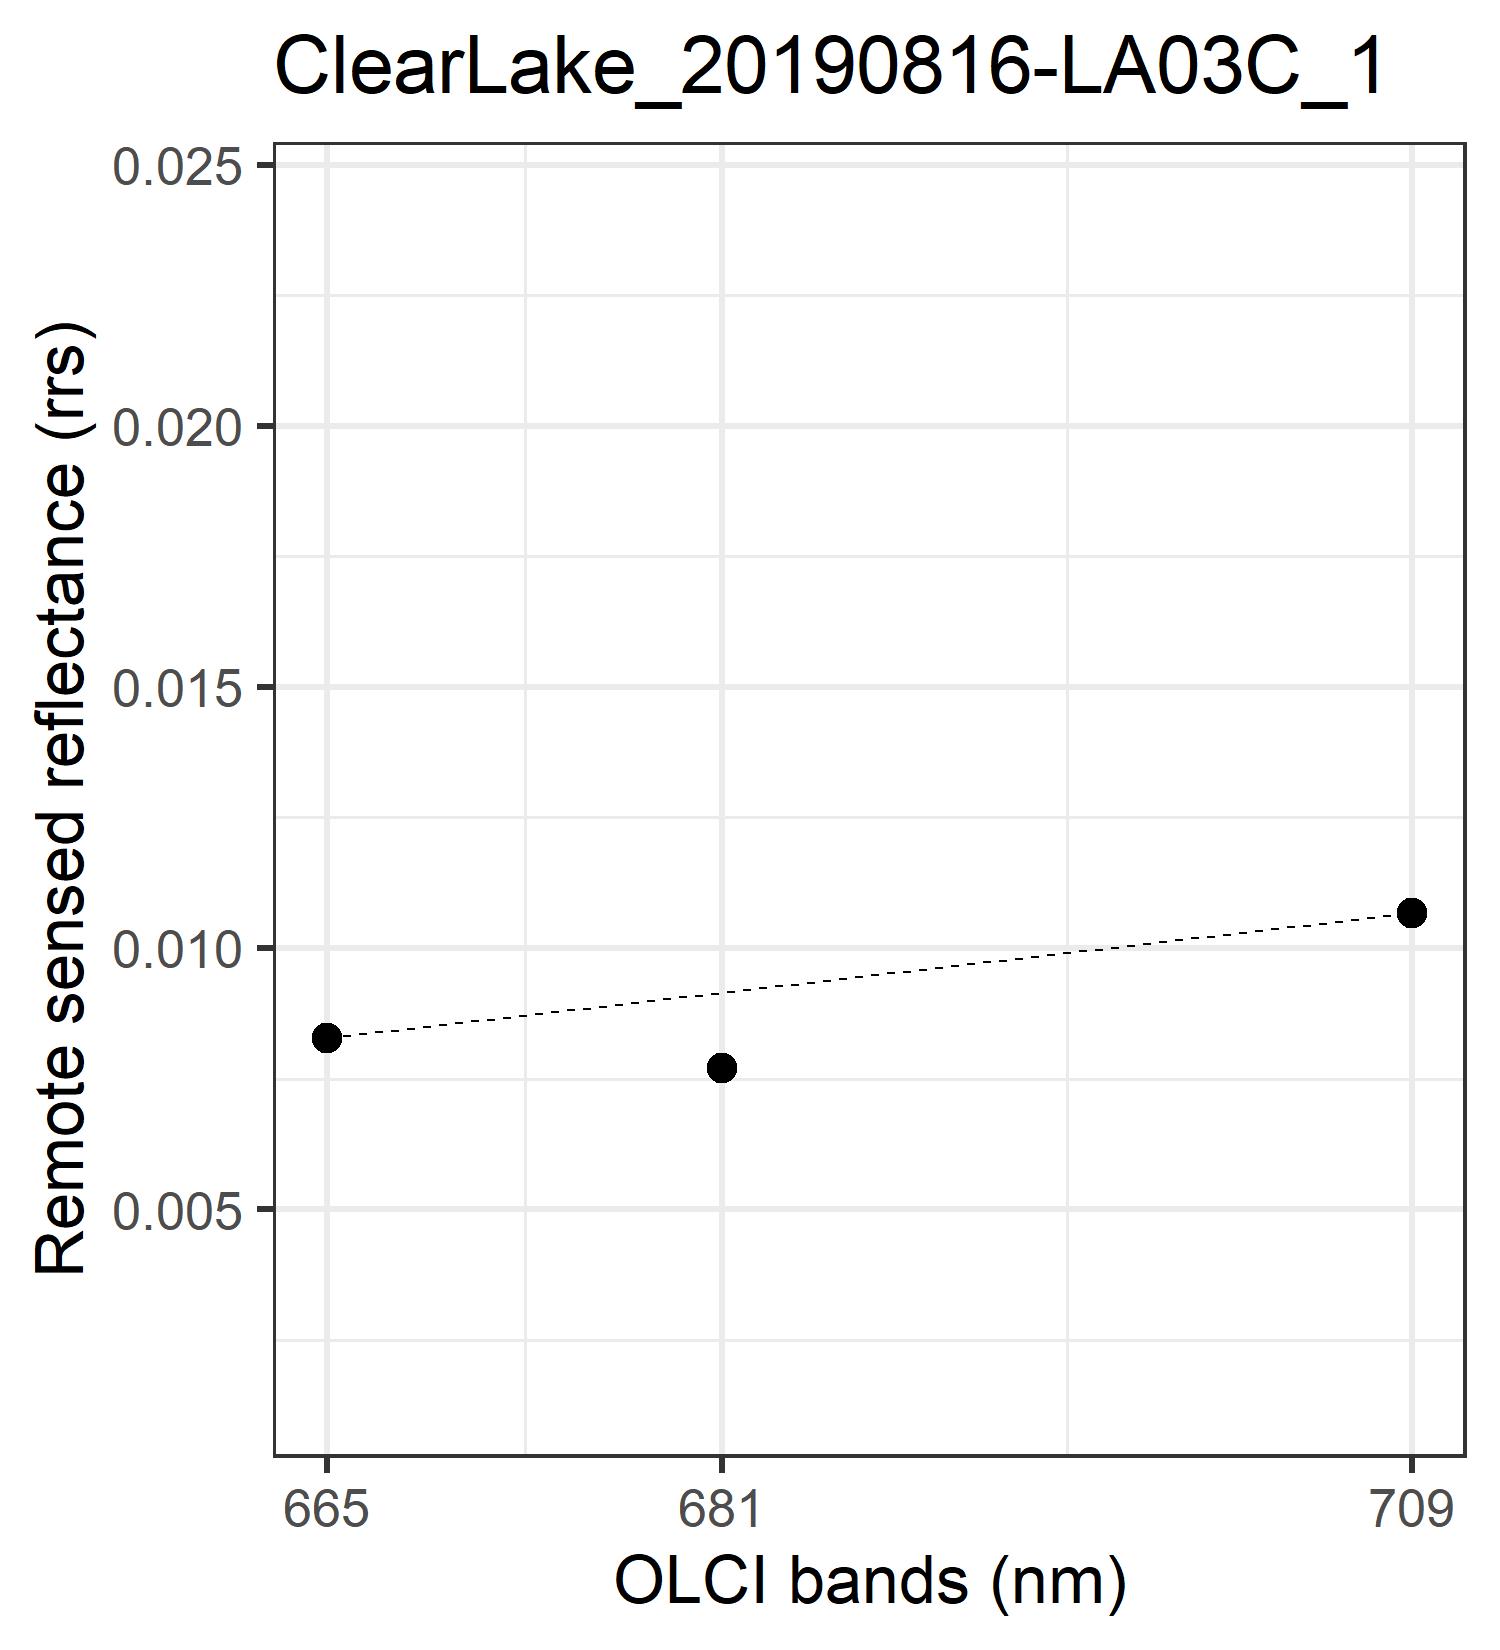 ClearLake_20190816-LA03C_1
Remote sensed reflectance (rrs)
0.025
0.020
0.015
0.010
0.005
665 681 709
OLCI bands (nm)